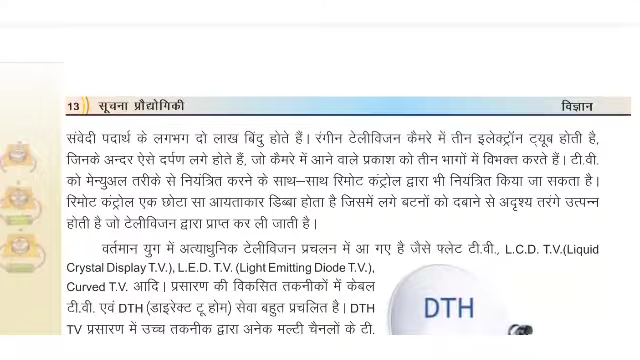 13 सूचना प्रौद्योगिकी विज्ञान
संवेदी पदार्थ के लगभग दो लाख बिंदु होते हैं। रंगीन टेलीविजन कैमरे में तीन इलेक्ट्रॉन ट्यूब होती है,
जिनके अन्दर ऐसे दर्पण लगे होते हैं, जो कैमरे में आने वाले प्रकाश को तीन भागों में विभक्त करते हैं। टी.वी.
को मेन्युअल तरीके से नियंत्रित करने के साथ–साथ रिमोट कंट्रोल द्वारा भी नियंत्रित किया जा सकता है।
रिमोट कंट्रोल एक छोटा सा आयताकार डिब्बा होता है जिसमें लगे बटनों को दबाने से अदृश्य तरंगे उत्पन्न
होती है जो टेलीविजन द्वारा प्राप्त कर ली जाती है।
वर्तमान युग में अत्याधुनिक टेलीविजन प्रचलन में आ गए है जैसे फ्लेट टी.वी., L.C.D. T.V.(Liquid
Crystal Display T.V.), L.E.D. T.V. (Light Emitting Diode T.V.),
Curved T.V. आदि। प्रसारण की विकसित तकनीकों में केबल
टी.वी. एवं DTH (डाइरेक्ट टू होम) सेवा बहुत प्रचलित है। DTH
TV प्रसारण में उच्च तकनीक द्वारा अनेक मल्टी चैनलों के टी.
DTH